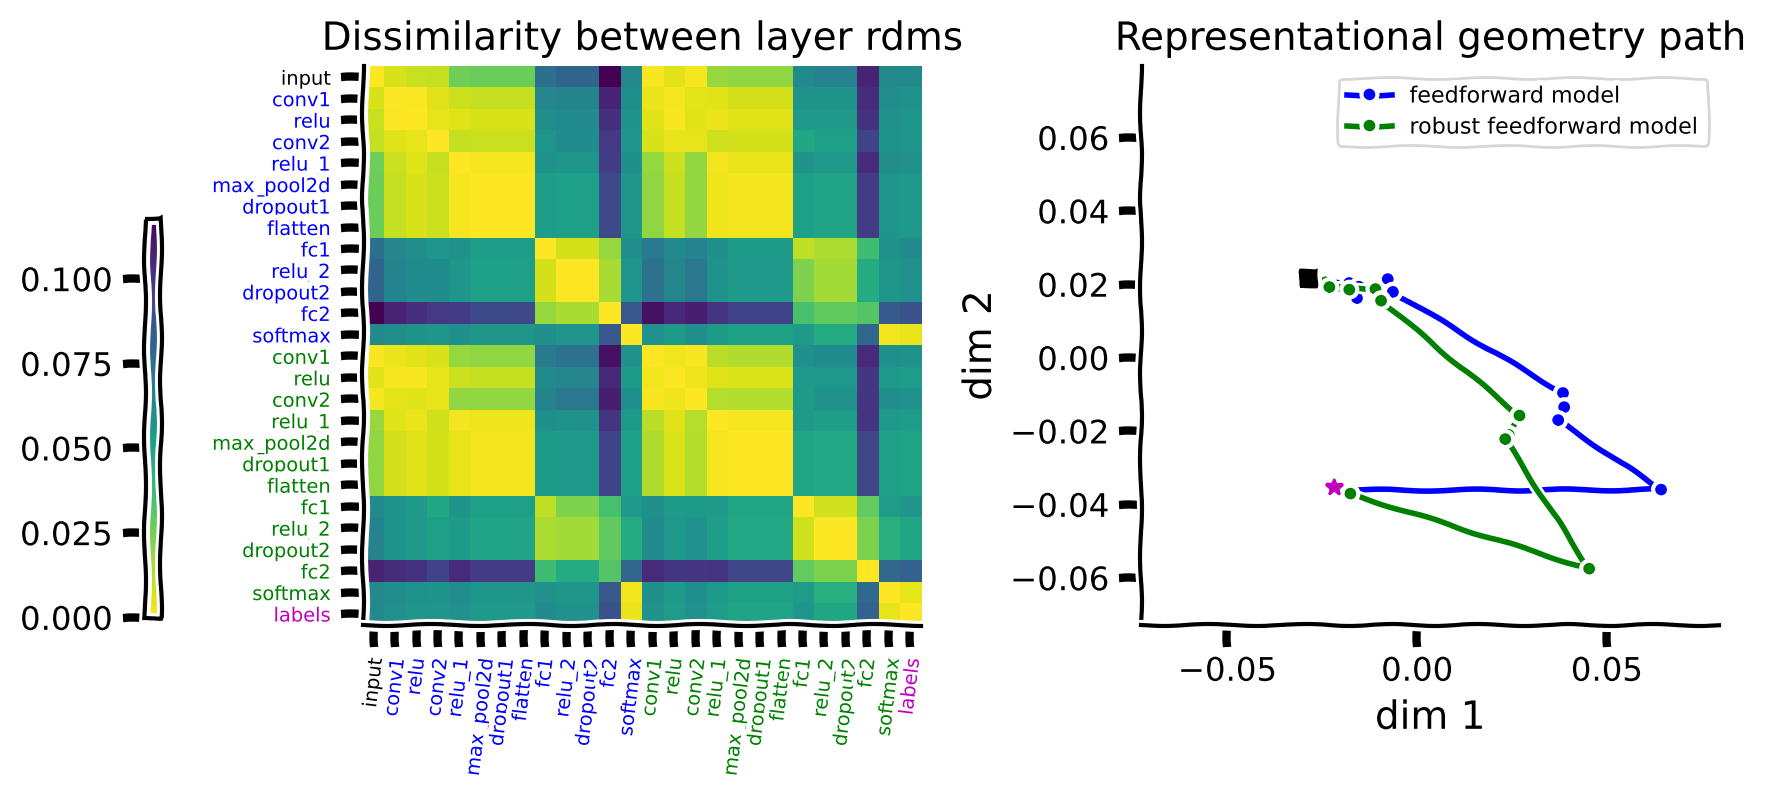 Dissimilarity between layer rdms
input
conv1
relu
conv2
relu_1
max_pool2d
dropout1
flatten
fc1
relu_2
dropout2
fc2
softmax
conv1
relu
conv2
relu_1
max_pool2d
dropout1
flatten
fc1
relu_2
dropout2
fc2
softmax
labels
0.100
0.075
0.050
0.025
0.000
input
conv1
relu
conv2
relu_1
max_pool2d
dropout1
flatten
fc1
relu_2
dropout2
fc2
softmax
conv1
relu
conv2
relu_1
max_pool2d
dropout1
flatten
fc1
relu_2
dropout2
fc2
softmax
labels
Representational geometry path
feedforward model
robust feedforward model
dim 2
0.06
0.04
0.02
0.00
−0.02
−0.04
−0.06
−0.05
0.00
0.05
dim 1